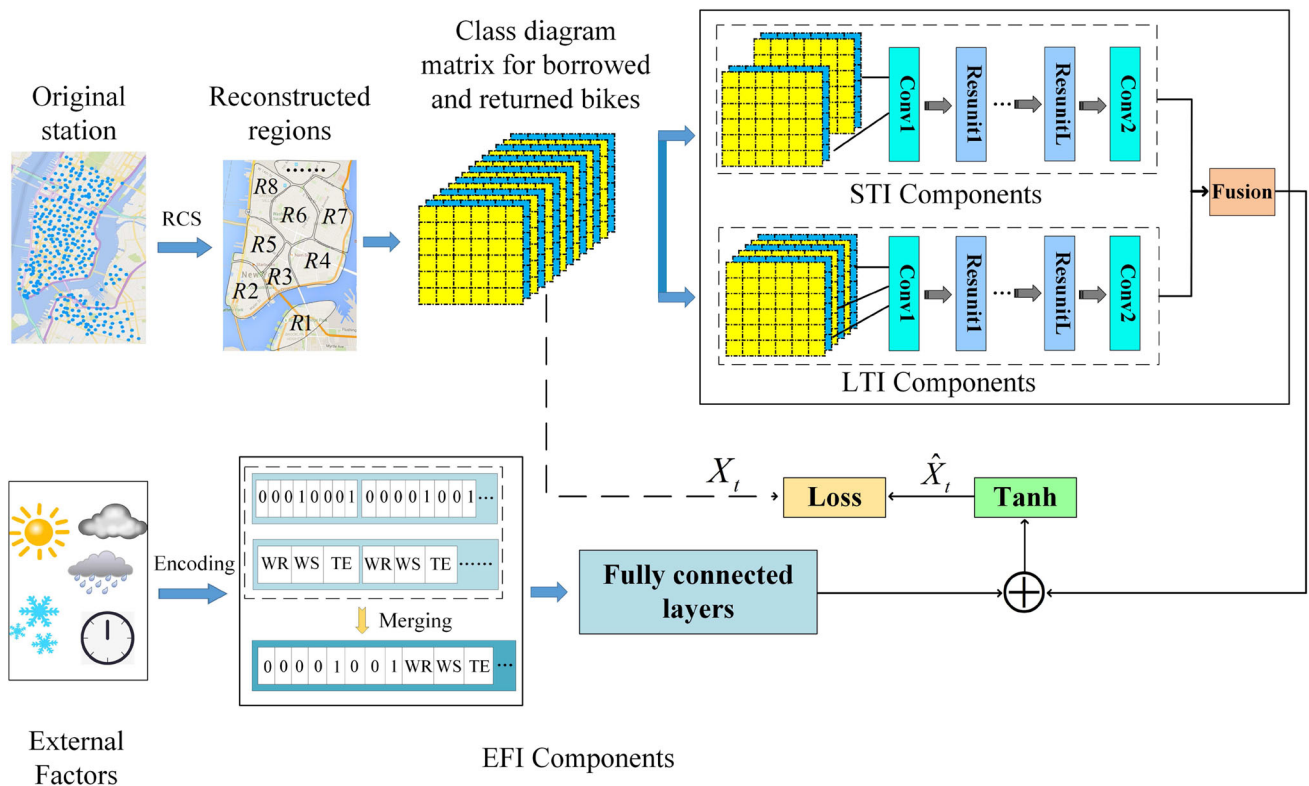 Original
station
RCS
Reconstructed
regions
......
R8
R6
R7
R5
R4
R3
R2
R1
Class diagram
matrix for borrowed
and returned bikes
Conv1
Resunit1
...
ResunitL
Conv2
STI Components
Conv1
Resunit1
...
ResunitL
Conv2
LTI Components
Fusion
X_t
Loss
X̂_t
Tanh
External
Factors
Encoding
0 0 0 1 0 0 0 1 0 0 0 0 1 0 0 1 ...
WR WS TE WR WS TE ......
Merging
0 0 0 0 1 0 0 1 WR WS TE ...
Fully connected
layers
EFI Components